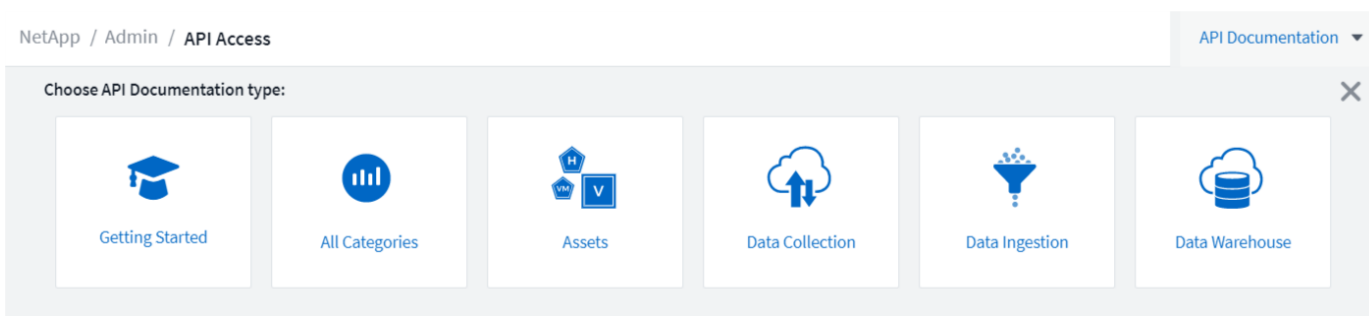 NetApp / Admin / API Access
API Documentation
Choose API Documentation type:
H
VM
V
Getting Started
All Categories
Assets
Data Collection
Data Ingestion
Data Warehouse